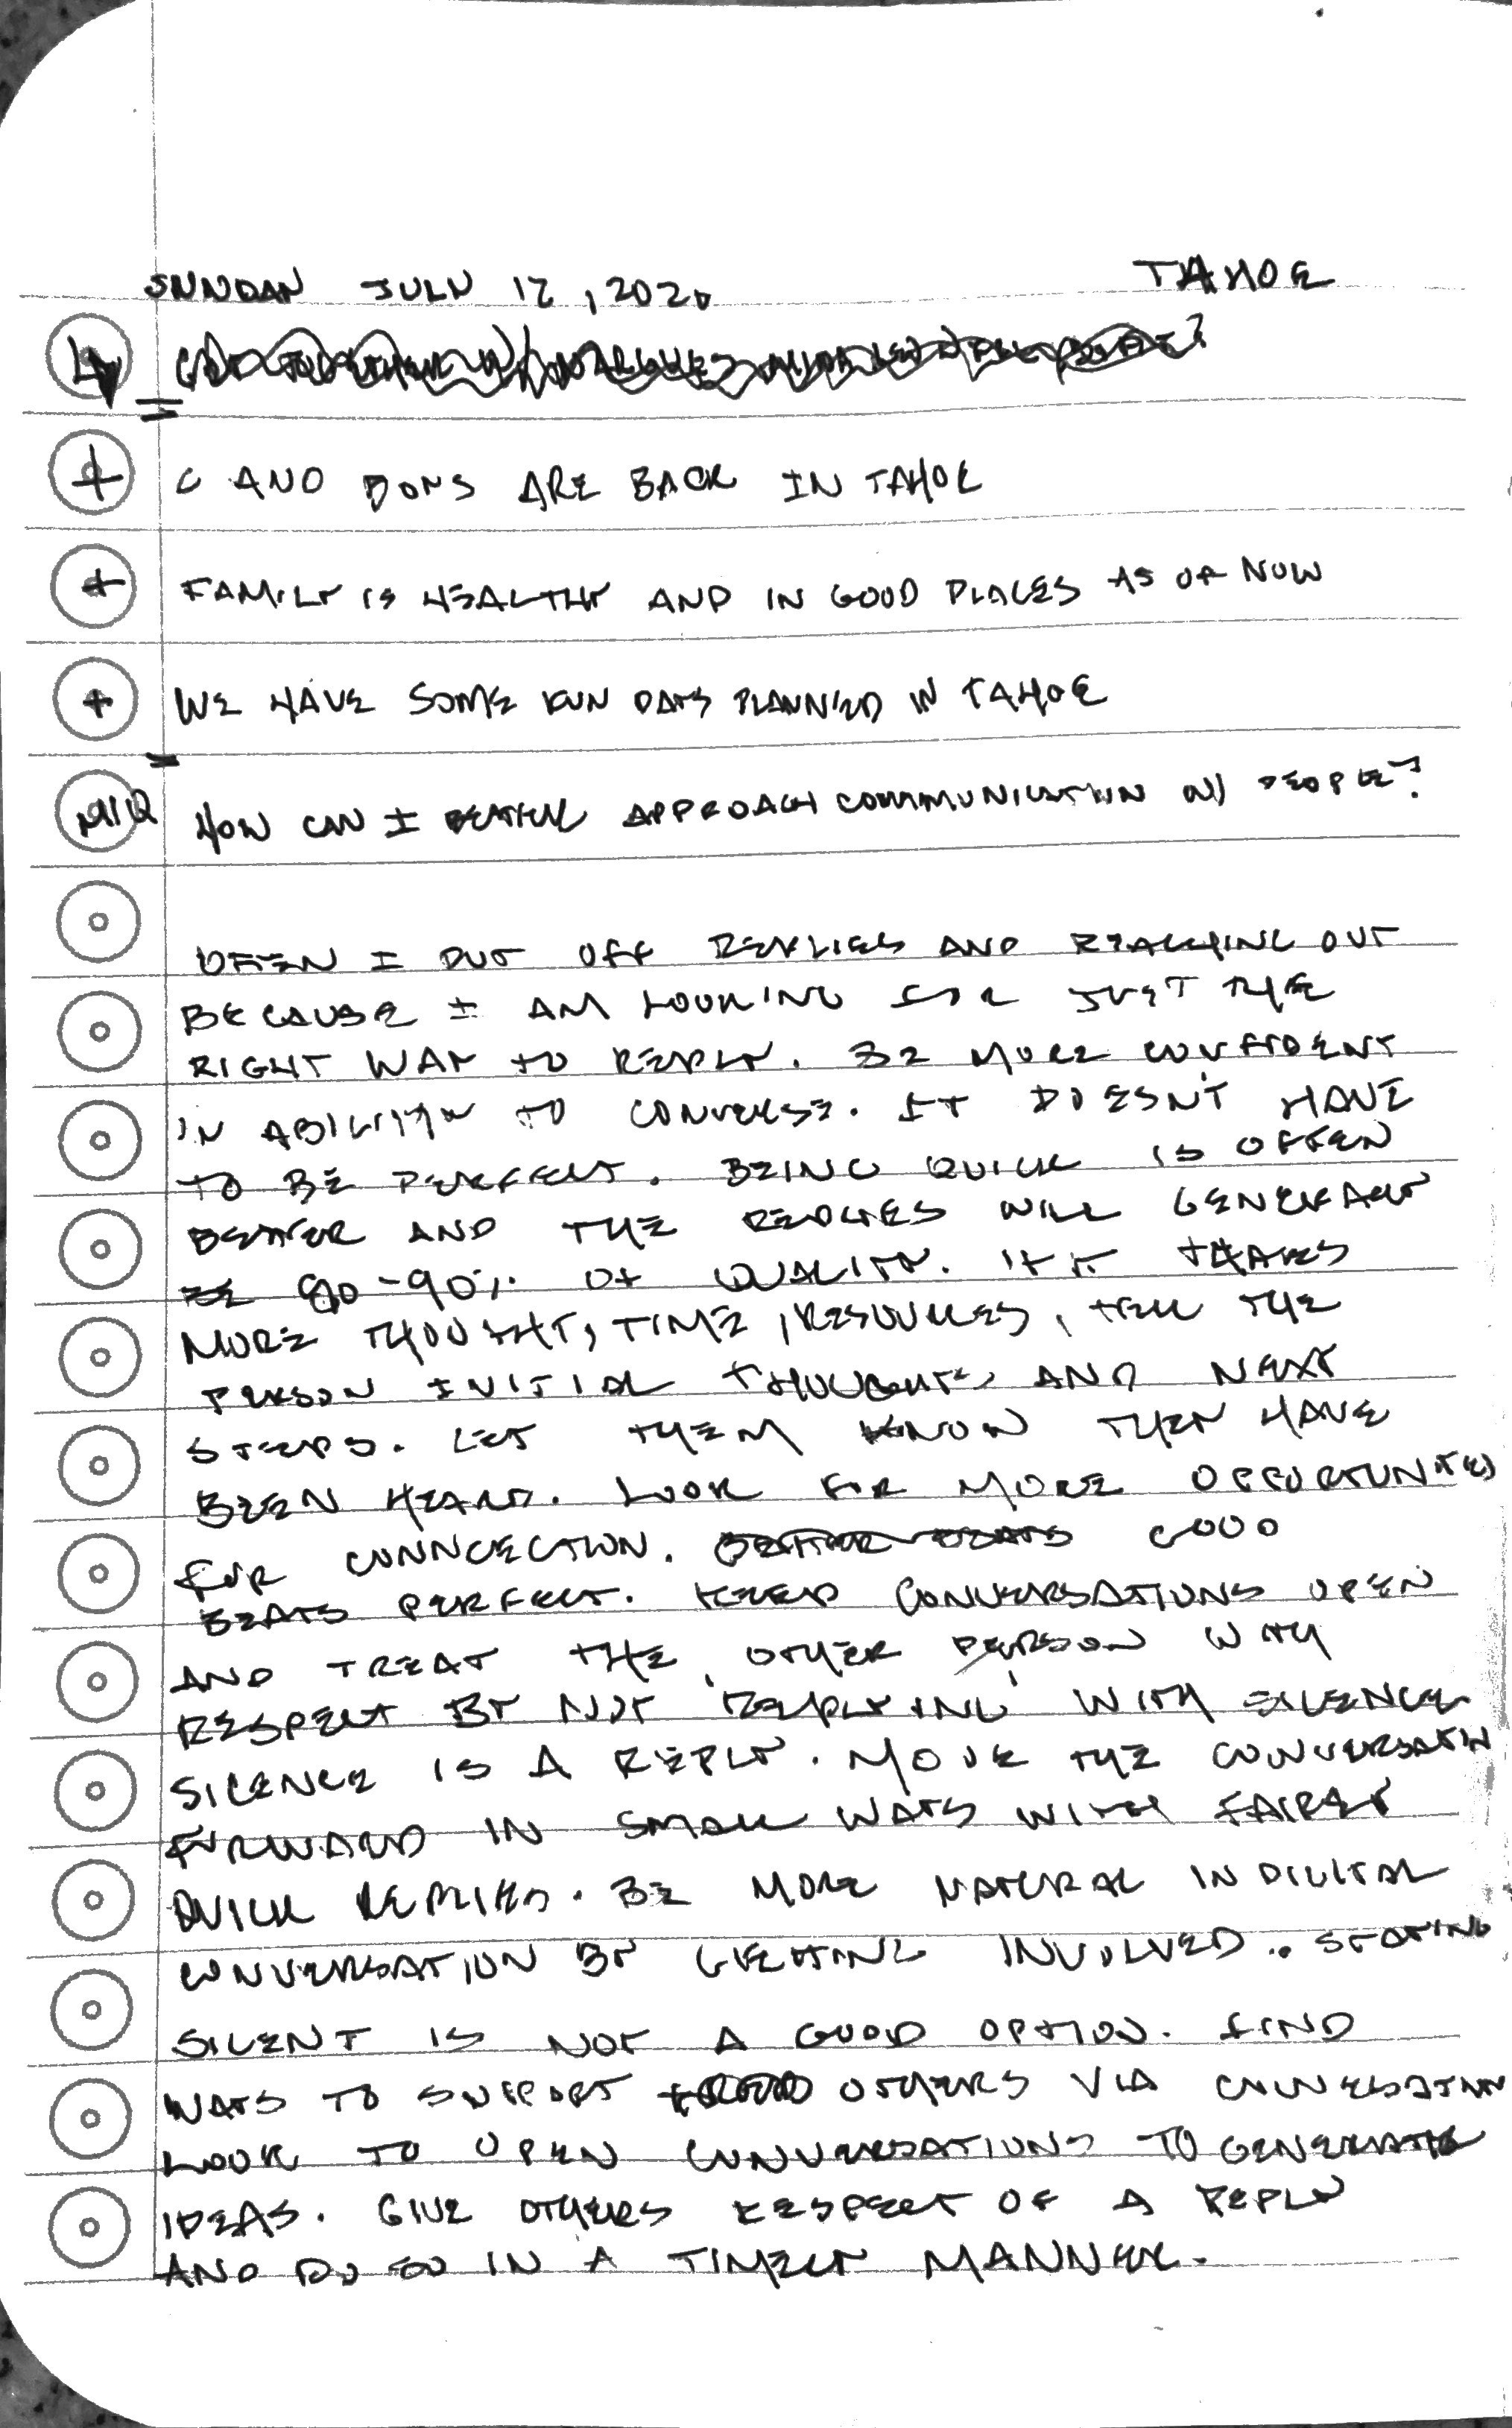 SUNDAY JULY 12, 2020 TAHOE
+ C AND BOYS ARE BACK IN TAHOE
+ FAMILY IS HEALTHY AND IN GOOD PLACES AS OF NOW
+ WE HAVE SOME FUN DAYS PLANNED IN TAHOE
MIQ HOW CAN I BETTER APPROACH COMMUNICATION W/ PEOPLE?
OFTEN I PUT OFF REPLIES AND REACHING OUT
BECAUSE I AM LOOKING FOR JUST THE
RIGHT WAY TO REPLY. BE MORE CONFIDENT
IN ABILITY TO CONVERSE. IT DOESN'T HAVE
TO BE PERFECT. BEING QUICK IS OFTEN
BETTER AND THE REPLIES WILL GENERALLY
BE 80-90% OF QUALITY. IF IT TAKES
MORE THOUGHT, TIME, RESOURCES, TELL THE
PERSON INITIAL THOUGHTS AND NEXT
STEPS. LET THEM KNOW THEY HAVE
BEEN HEARD. LOOK FOR MORE OPPORTUNITIES
FOR CONNECTION. GOOD
BEATS PERFECT. KEEP CONVERSATIONS OPEN
AND TREAT THE OTHER PERSON WITH
RESPECT BY NOT 'REPLYING' WITH SILENCE
SILENCE IS A REPLY. MOVE THE CONVERSATION
FORWARD IN SMALL WAYS WITH FAIRLY
QUICK REPLIES. BE MORE NATURAL IN DIGITAL
CONVERSATION BY GETTING INVOLVED. STAYING
SILENT IS NOT A GOOD OPTION. FIND
WAYS TO SUPPORT OTHERS VIA CONVERSATION
LOOK TO OPEN CONVERSATIONS TO GENERATE
IDEAS. GIVE OTHERS RESPECT OF A REPLY
AND DO SO IN A TIMELY MANNER.